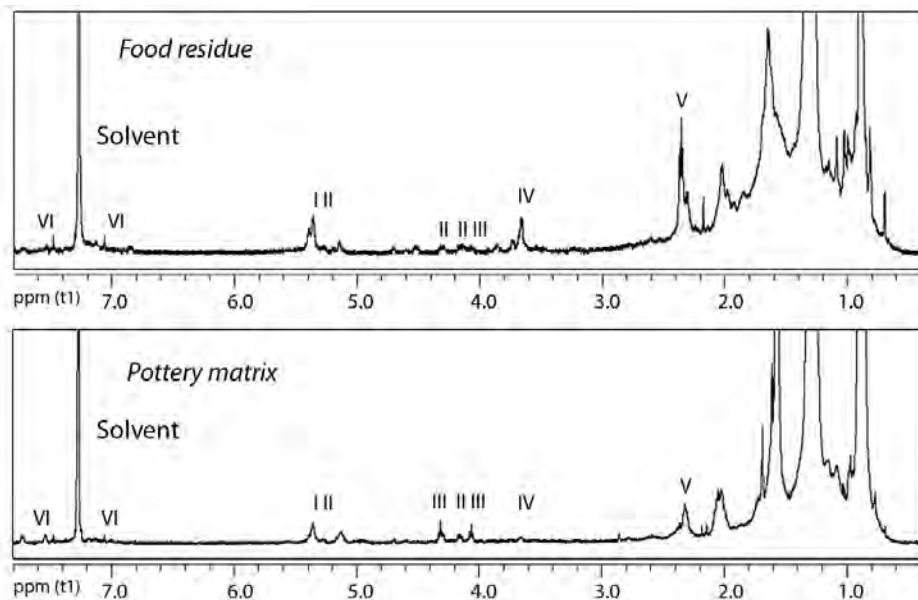 Food residue
V
Solvent
VI VI I II II II III IV
ppm (t1) 7.0 6.0 5.0 4.0 3.0 2.0 1.0
Pottery matrix
Solvent
VI VI I II III II III IV V
ppm (t1) 7.0 6.0 5.0 4.0 3.0 2.0 1.0